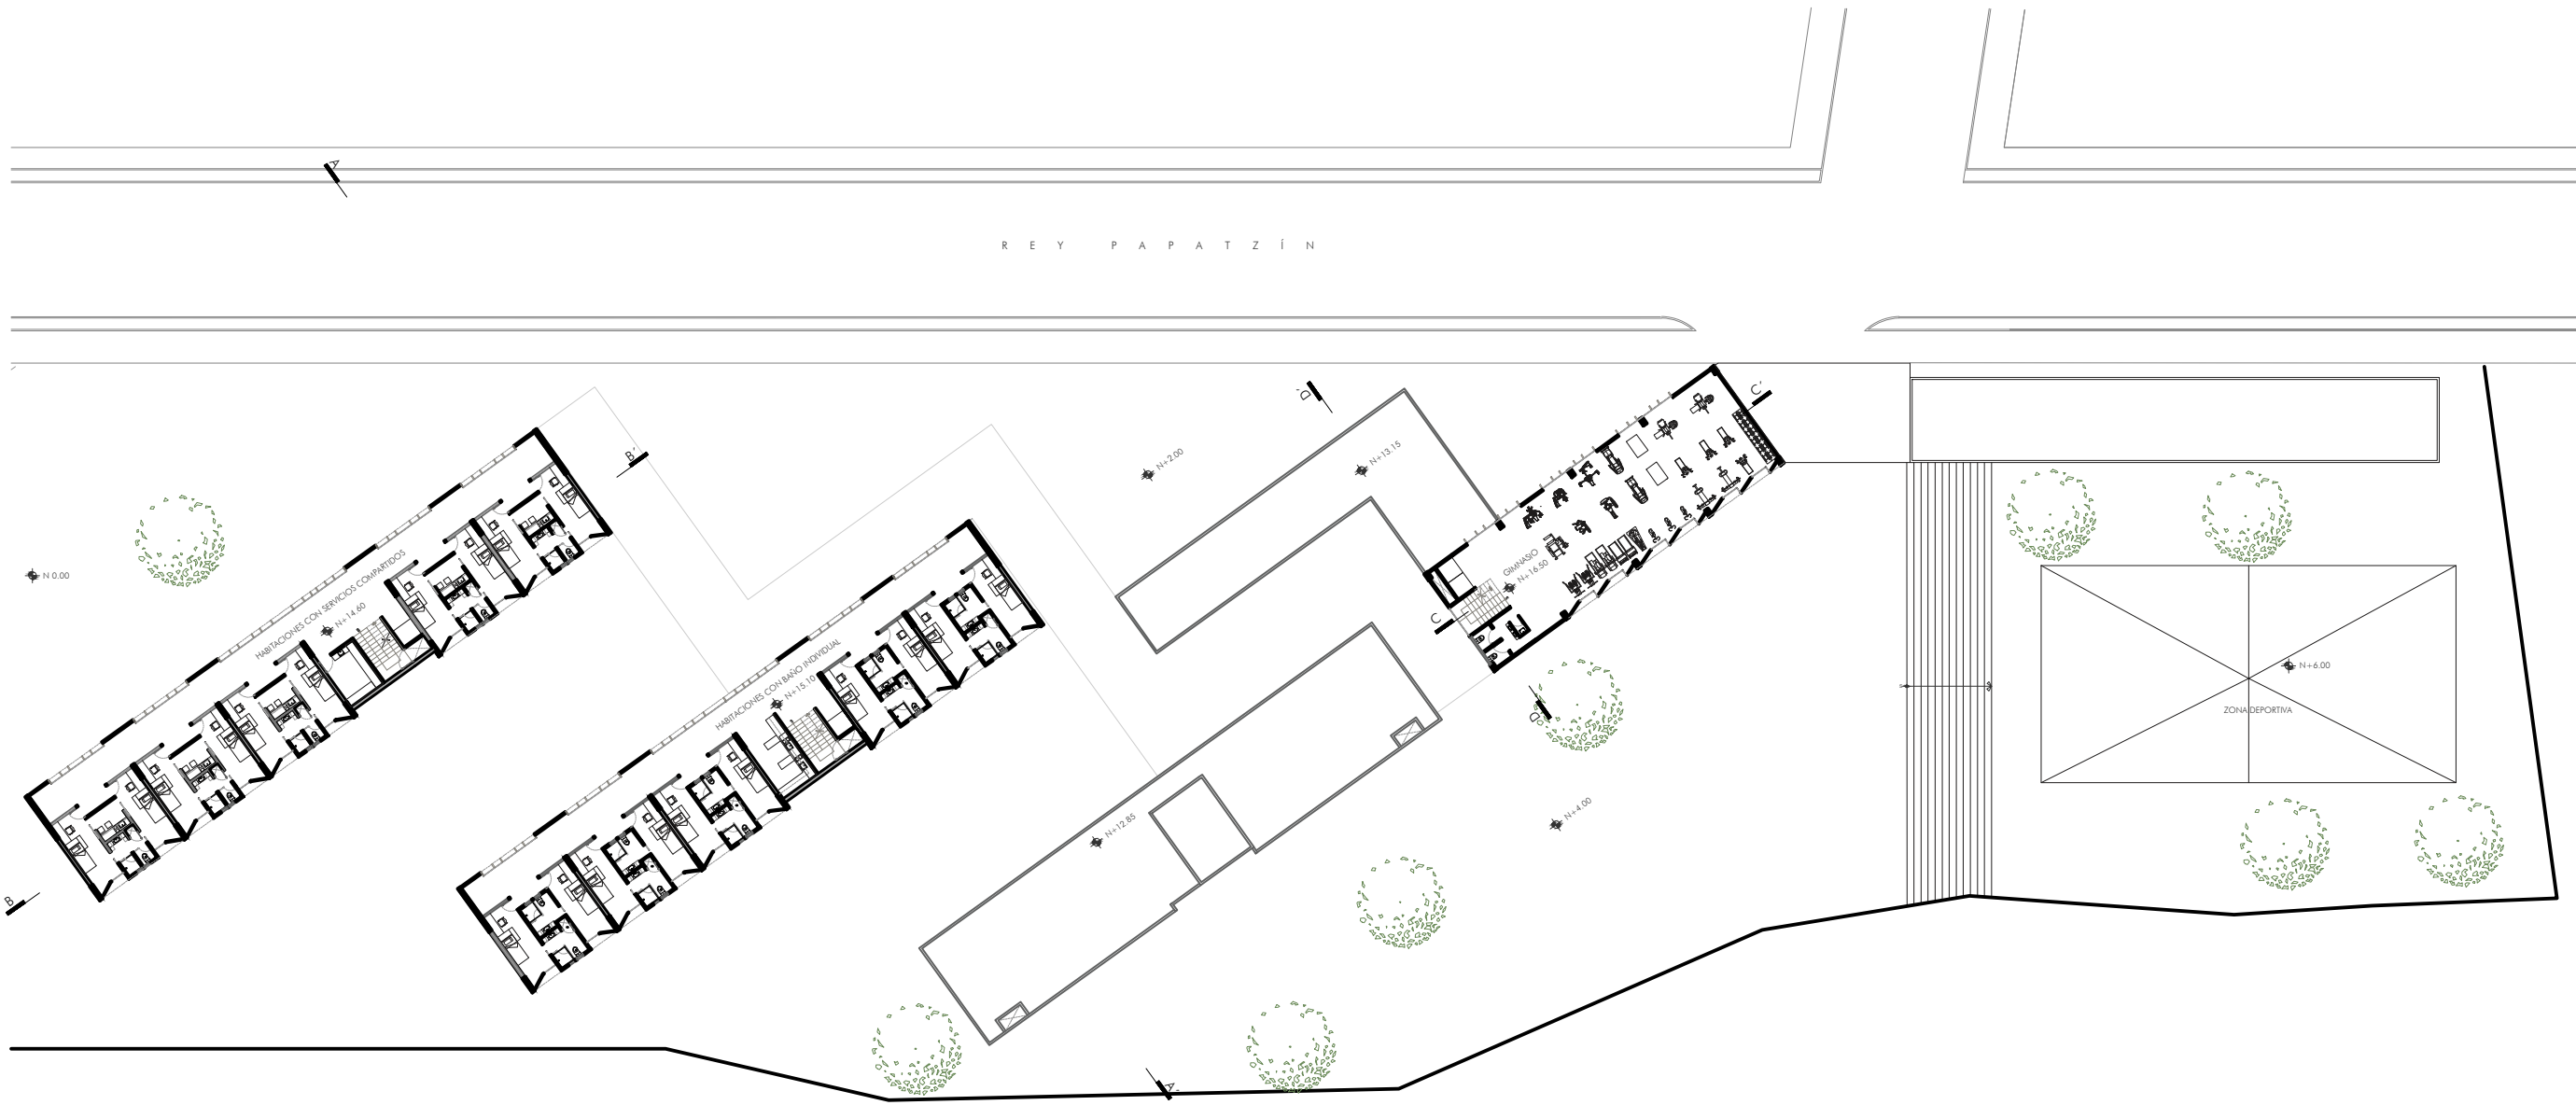 A
REY PAPATZÍN
D'
C'
B'
N+2.00
N+13.15
HABITACIONES CON SERVICIOS COMPARTIDOS
N 0.00
N+14.60
GIMNASIO
N+16.50
C
HABITACIONES CON BAÑO INDIVIDUAL
N+15.10
N+6.00
ZONA DEPORTIVA
D
N+12.85
N+4.00
B
A'